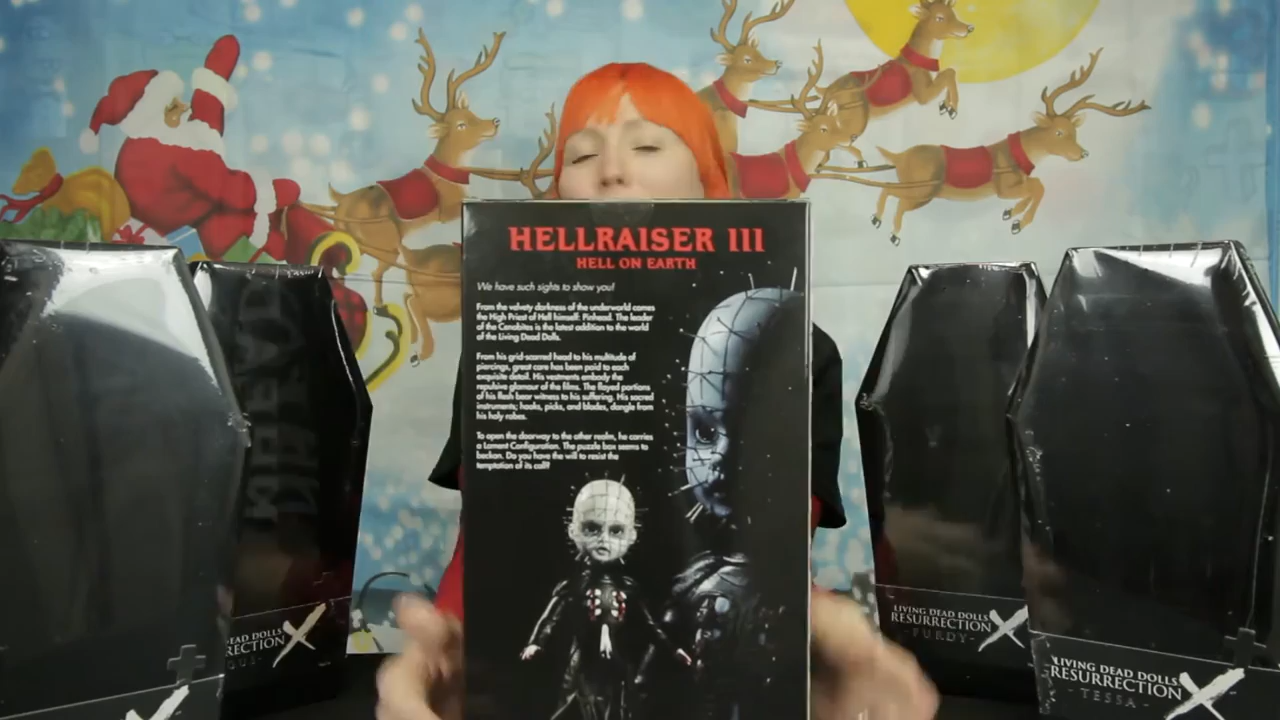 HELLRAISER III
HELL ON EARTH
We have such sights to show you!
From the velvety darkness of the underworld comes
the High Priest of Hell himself: Pinhead. The leader
of the Cenobites is the latest addition to the world
of the Living Dead Dolls.
From his grid-scarred head to his multitude of
piercings, great care has been paid to each
exquisite detail. His vestments embody the
repulsive glamour of the films. The flayed portions
of his flesh bear witness to his suffering. His sacred
instruments; hooks, picks, and blades, dangle from
his holy robes.
To open the doorway to the other realm, he carries
a Lament Configuration. The puzzle box seems to
beckon. Do you have the will to resist the
temptation of its call?
EAD DOLLS
RECTION
LIVING DEAD DOLLS
RESURRECTION
-FURDY-
LIVING DEAD DOLLS
RESURRECTION
- TESSA -